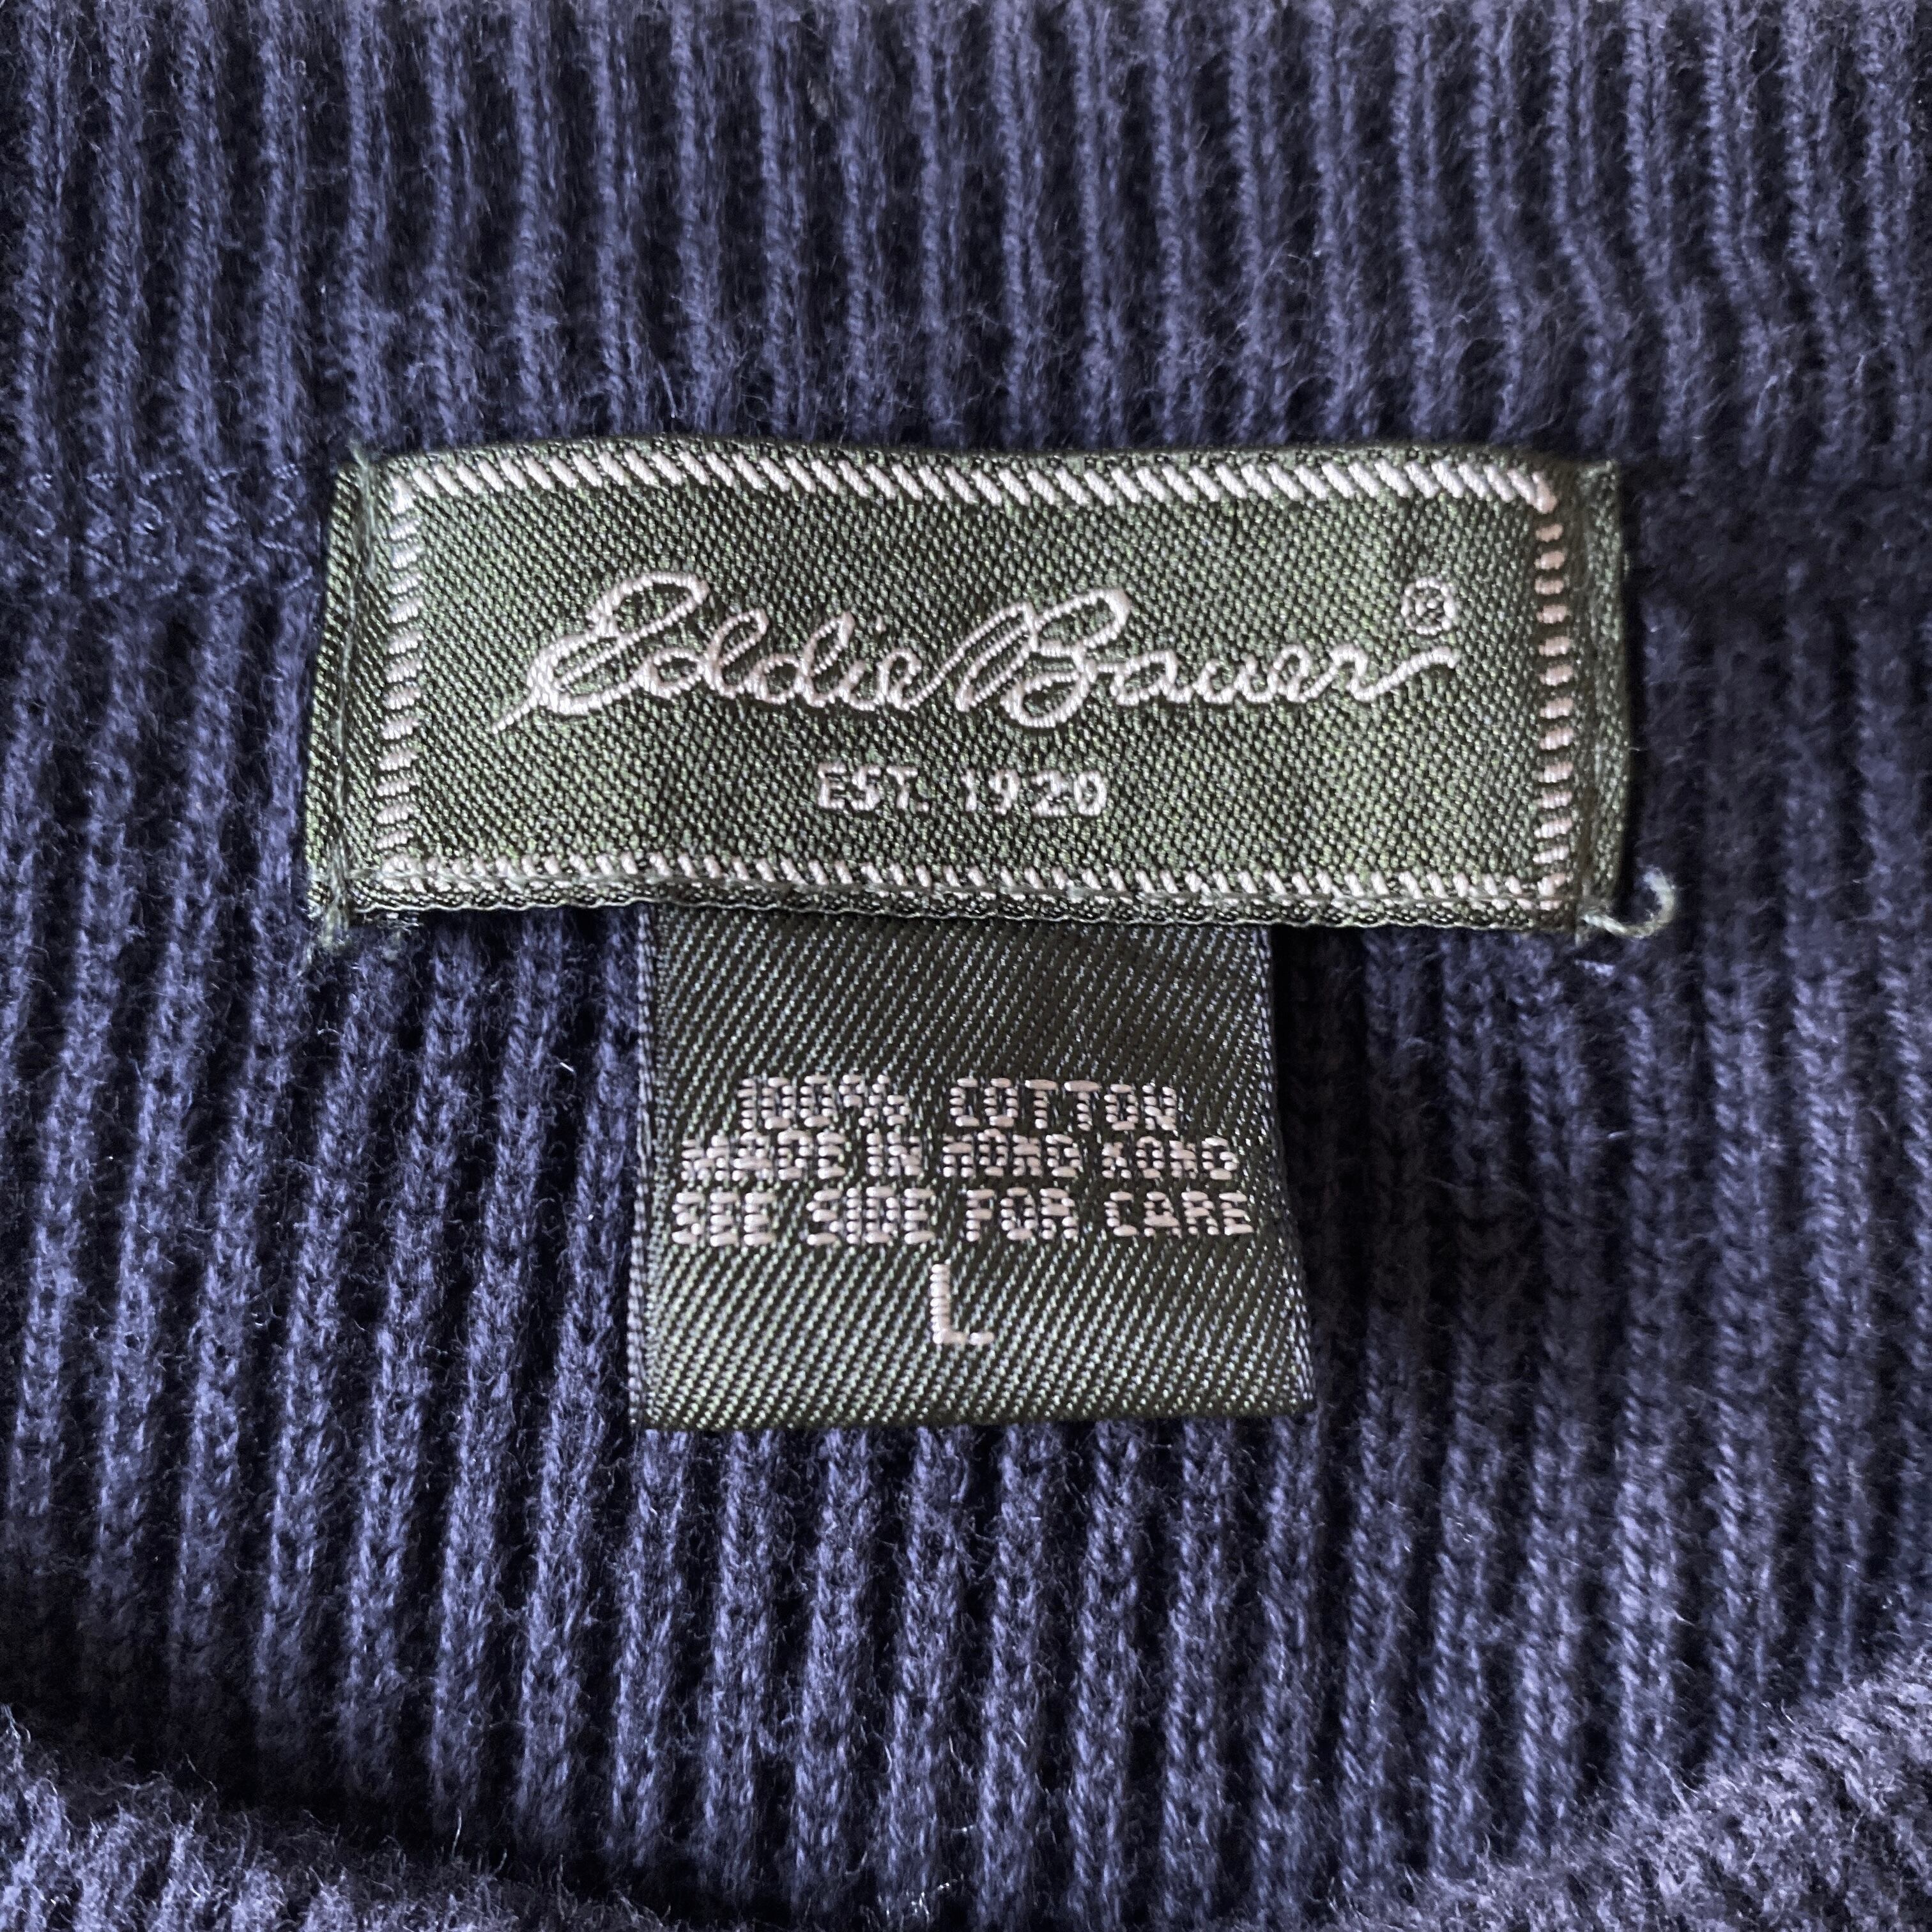 Eddie Bauer®
EST. 1920
100% COTTON
MADE IN HONG KONG
SEE SIDE FOR CARE
L